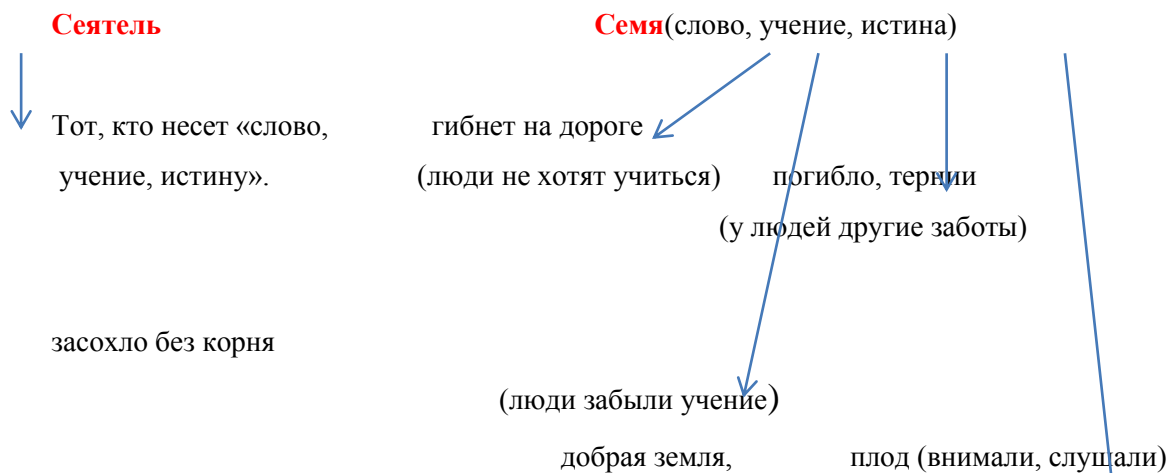 Сеятель Семя(слово, учение, истина)
Тот, кто несет «слово, гибнет на дороге
учение, истину». (люди не хотят учиться) погибло, тернии
(у людей другие заботы)
засохло без корня
(люди забыли учение)
добрая земля, плод (внимали, слушали)